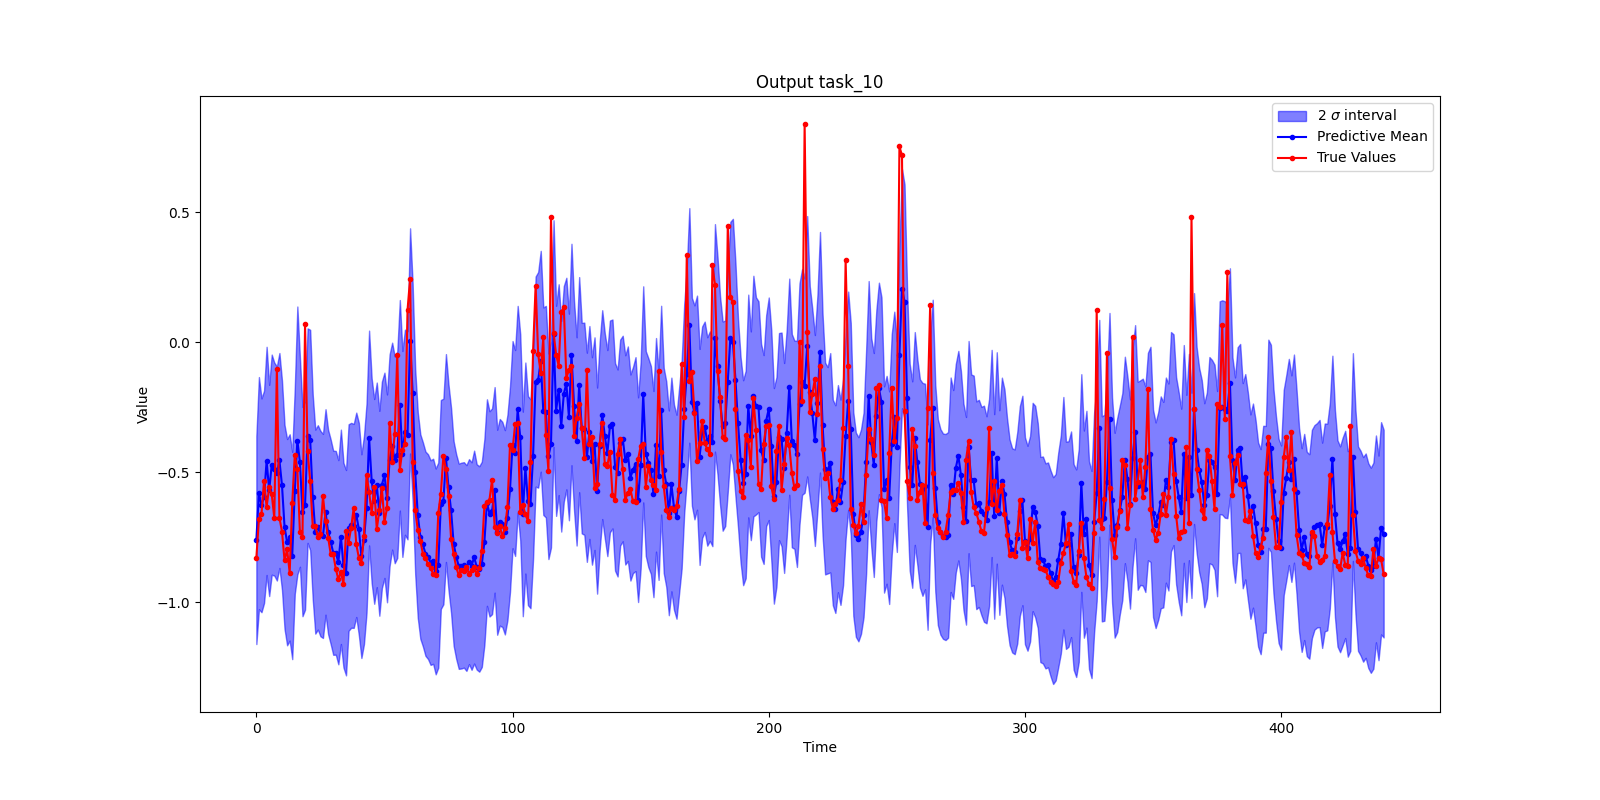 Output task_10
2 σ interval
Predictive Mean
True Values
Value
0.5
0.0
−0.5
−1.0
0 100 200 300 400
Time